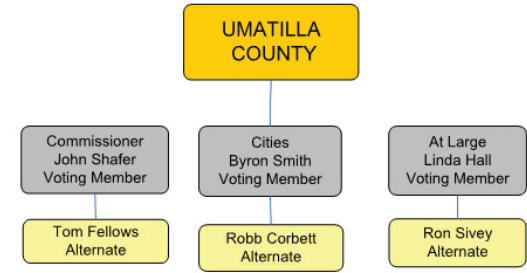 UMATILLA
COUNTY
Commissioner
John Shafer
Voting Member
Cities
Byron Smith
Voting Member
At Large
Linda Hall
Voting Member
Tom Fellows
Alternate
Robb Corbett
Alternate
Ron Sivey
Alternate